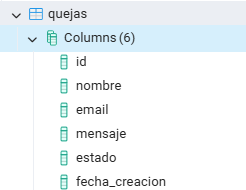 quejas
Columns (6)
id
nombre
email
mensaje
estado
fecha_creacion